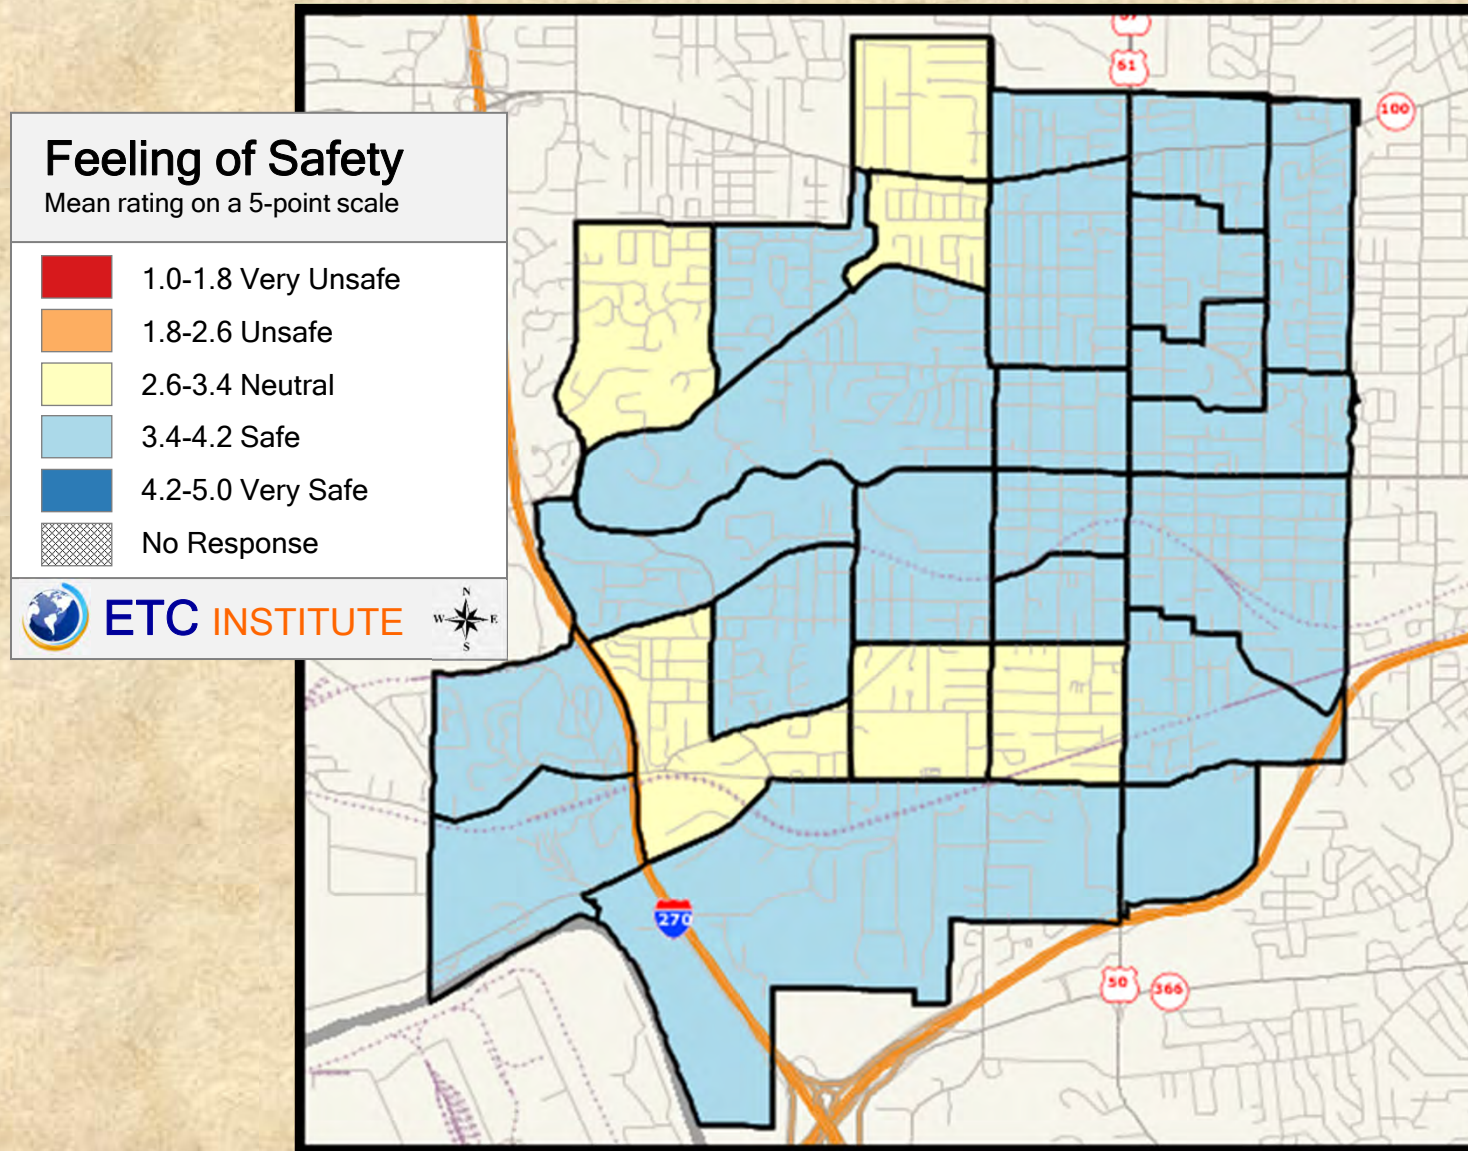 61
100
Feeling of Safety
Mean rating on a 5-point scale
1.0-1.8 Very Unsafe
1.8-2.6 Unsafe
2.6-3.4 Neutral
3.4-4.2 Safe
4.2-5.0 Very Safe
No Response
ETC INSTITUTE
N
W E
S
270
50 366